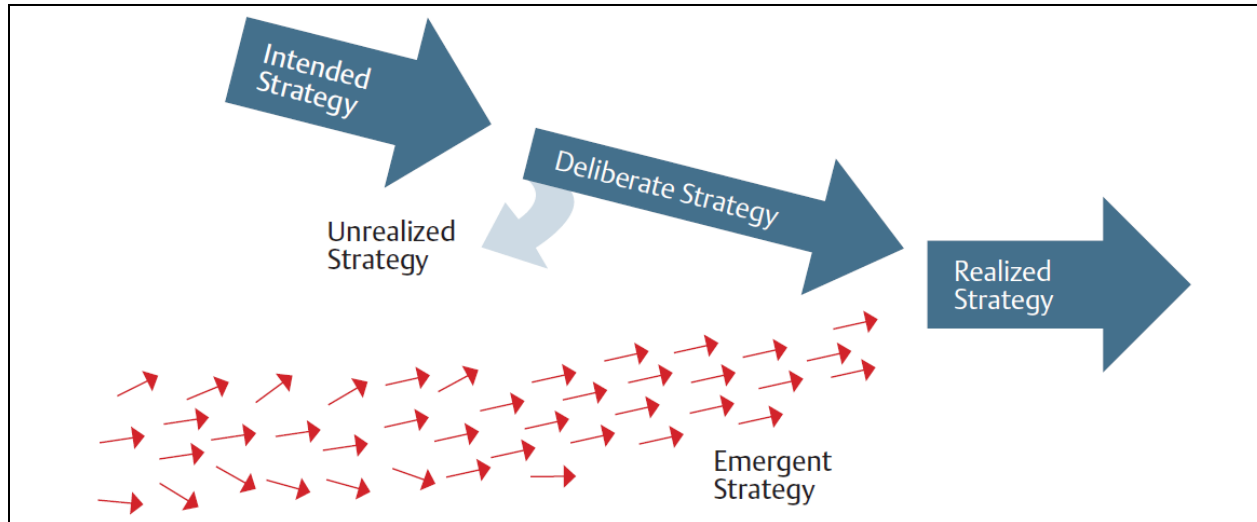 Intended
Strategy
Deliberate Strategy
Unrealized
Strategy
Realized
Strategy
Emergent
Strategy